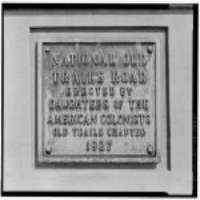 NATIONAL OLD
TRAILS ROAD
ERECTED BY
DAUGHTERS OF THE
AMERICAN COLONISTS
OLD TRAILS CHAPTER
1927